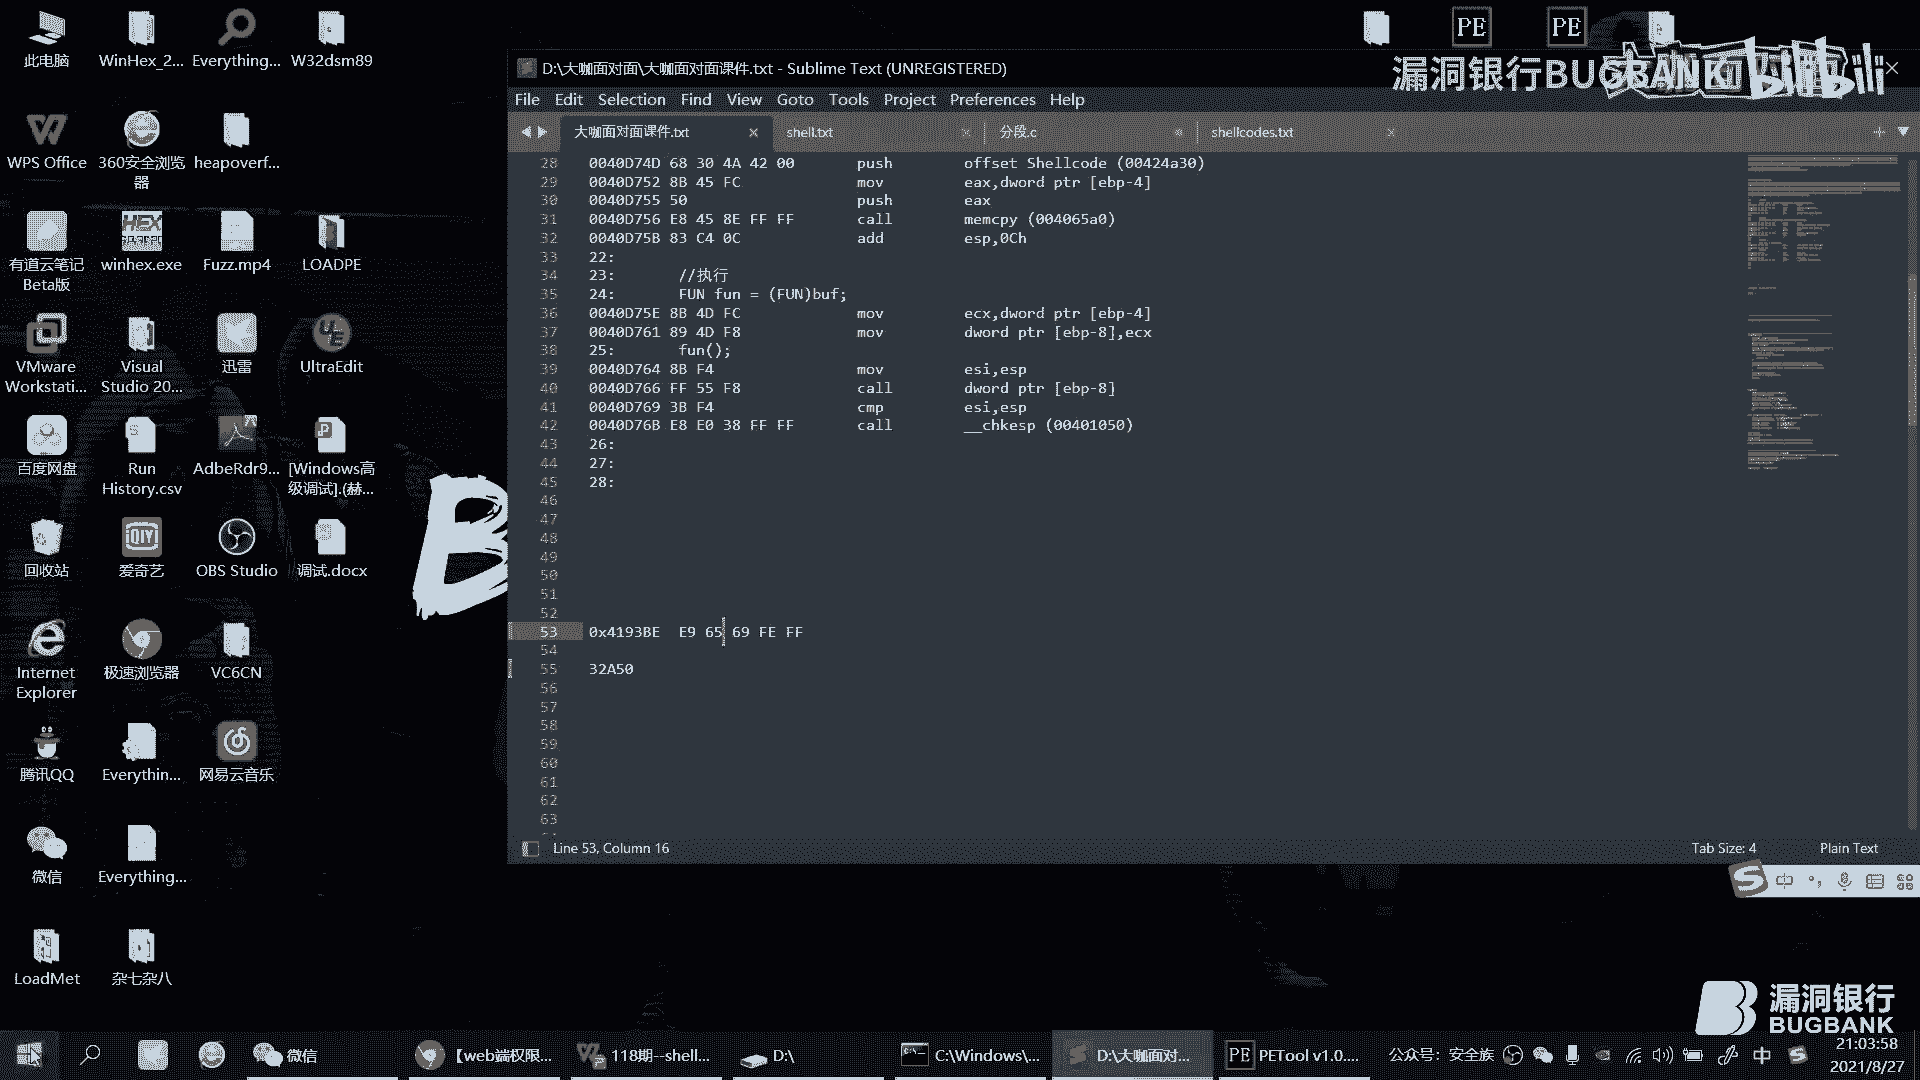 此电脑
WinHex_2...
Everything...
W32dsm89
WPS Office
360安全浏览器
heapoverf...
有道云笔记Beta版
winhex.exe
Fuzz.mp4
LOADPE
VMware Workstati...
Visual Studio 20...
迅雷
UltraEdit
百度网盘
Run History.csv
AdbeRdr9...
[Windows高级调试].(赫...
回收站
爱奇艺
OBS Studio
调试.docx
Internet Explorer
极速浏览器
VC6CN
腾讯QQ
Everythin...
网易云音乐
微信
Everything...
LoadMet
杂七杂八
PE
PE
漏洞银行BUGBANK
bilibili
D:\大咖面对面\大咖面对面课件.txt - Sublime Text (UNREGISTERED)
File Edit Selection Find View Goto Tools Project Preferences Help
大咖面对面课件.txt
shell.txt
分段.c
shellcodes.txt
28 0040D74D 68 30 4A 42 00 push offset Shellcode (00424a30)
29 0040D752 8B 45 FC mov eax,dword ptr [ebp-4]
30 0040D755 50 push eax
31 0040D756 E8 45 8E FF FF call memcpy (004065a0)
32 0040D75B 83 C4 0C add esp,0Ch
33 22:
34 23: //执行
35 24: FUN fun = (FUN)buf;
36 0040D75E 8B 4D FC mov ecx,dword ptr [ebp-4]
37 0040D761 89 4D F8 mov dword ptr [ebp-8],ecx
38 25: fun();
39 0040D764 8B F4 mov esi,esp
40 0040D766 FF 55 F8 call dword ptr [ebp-8]
41 0040D769 3B F4 cmp esi,esp
42 0040D76B E8 E0 38 FF FF call __chkesp (00401050)
43 26:
44 27:
45 28:
46
47
48
49
50
51
52
53 0x4193BE E9 65 69 FE FF
54
55 32A50
56
57
58
59
60
61
62
63
Line 53, Column 16
Tab Size: 4
Plain Text
中
漏洞银行
BUGBANK
微信
【web端权限...
118期--shell...
D:\
C:\Windows\...
D:\大咖面对...
PETool v1.0....
公众号：安全族
中
21:03:58
2021/8/27